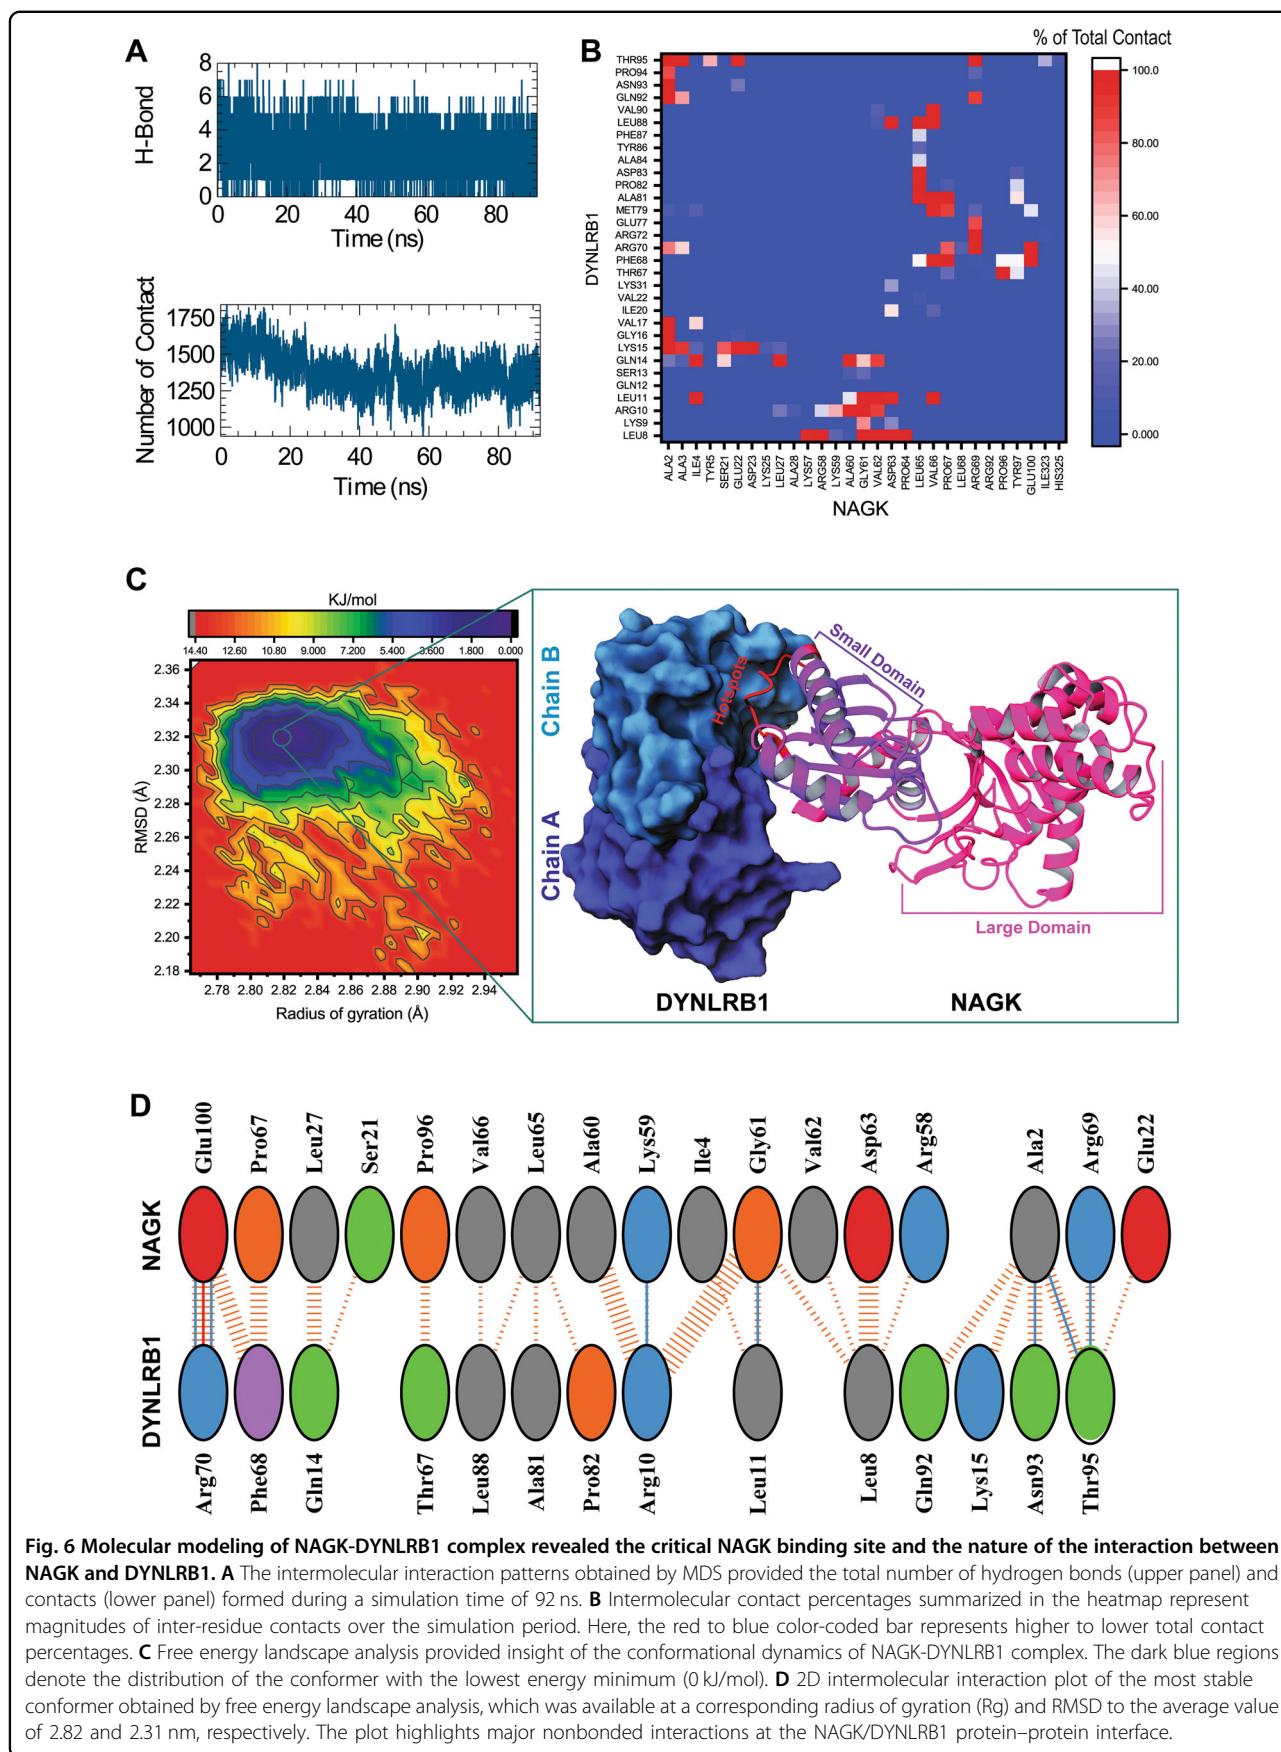 A
8
6
4
2
0
H-Bond
0 20 40 60 80
Time (ns)
1750
1500
1250
1000
Number of Contact
0 20 40 60 80
Time (ns)
B
% of Total Contact
THR95
PRO94
ASN93
GLN92
VAL90
LEU88
PHE87
TYR86
ALA84
ASP83
PRO82
ALA81
MET79
GLU77
ARG72
ARG70
PHE68
THR67
LYS31
VAL22
ILE20
VAL17
GLY16
LYS15
GLN14
SER13
GLN12
LEU11
ARG10
LYS9
LEU8
DYNLRB1
ALA2 ALA3 ILE4 TYR5 SER21 GLU22 ASP23 LYS25 LEU27 ALA28 LYS57 ARG58 LYS59 ALA60 GLY61 VAL62 ASP63 PRO64 LEU65 VAL66 PRO67 LEU68 ARG69 ARG92 PRO96 TYR97 GLU100 ILE323 HIS325
NAGK
100.0
80.00
60.00
40.00
20.00
0.000
C
KJ/mol
14.40 12.60 10.80 9.000 7.200 5.400 3.600 1.800 0.000
2.36
2.34
2.32
2.30
2.28
2.26
2.24
2.22
2.20
2.18
RMSD (Å)
2.78 2.80 2.82 2.84 2.86 2.88 2.90 2.92 2.94
Radius of gyration (Å)
Chain B
Chain A
Hotspots
Small Domain
Large Domain
DYNLRB1 NAGK
D
Glu100 Pro67 Leu27 Ser21 Pro96 Val66 Leu65 Ala60 Lys59 Ile4 Gly61 Val62 Asp63 Arg58 Ala2 Arg69 Glu22
NAGK
DYNLRB1
Arg70 Phe68 Gln14 Thr67 Leu88 Ala81 Pro82 Arg10 Leu11 Leu8 Gln92 Lys15 Asn93 Thr95
Fig. 6 Molecular modeling of NAGK-DYNLRB1 complex revealed the critical NAGK binding site and the nature of the interaction between
NAGK and DYNLRB1. A The intermolecular interaction patterns obtained by MDS provided the total number of hydrogen bonds (upper panel) and
contacts (lower panel) formed during a simulation time of 92 ns. B Intermolecular contact percentages summarized in the heatmap represent
magnitudes of inter-residue contacts over the simulation period. Here, the red to blue color-coded bar represents higher to lower total contact
percentages. C Free energy landscape analysis provided insight of the conformational dynamics of NAGK-DYNLRB1 complex. The dark blue regions
denote the distribution of the conformer with the lowest energy minimum (0 kJ/mol). D 2D intermolecular interaction plot of the most stable
conformer obtained by free energy landscape analysis, which was available at a corresponding radius of gyration (Rg) and RMSD to the average value
of 2.82 and 2.31 nm, respectively. The plot highlights major nonbonded interactions at the NAGK/DYNLRB1 protein–protein interface.